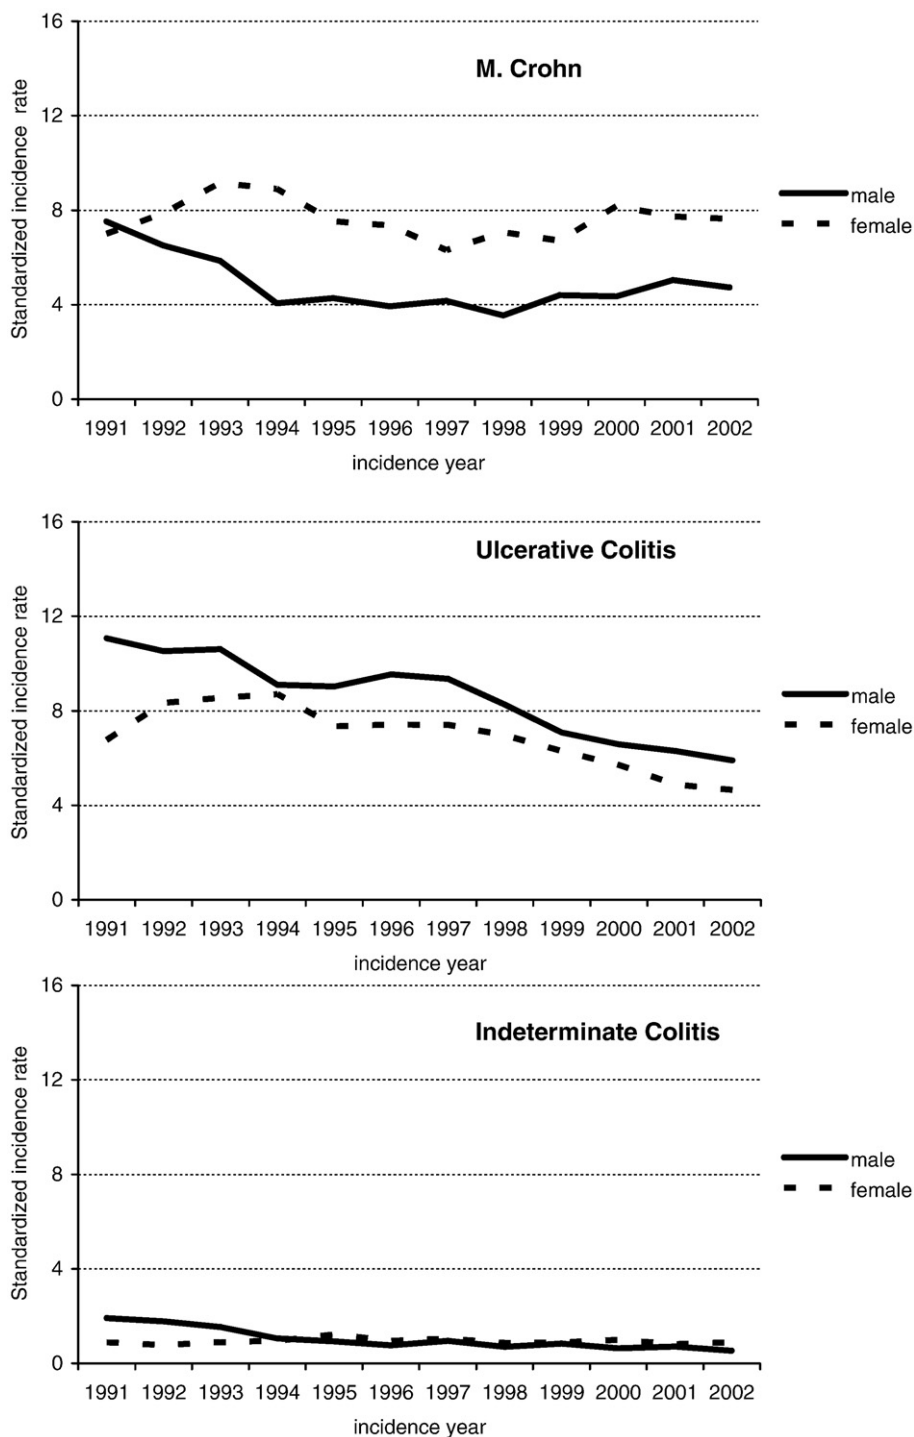 16
M. Crohn
12
Standardized incidence rate
8
male
female
4
0
1991 1992 1993 1994 1995 1996 1997 1998 1999 2000 2001 2002
incidence year
16
Ulcerative Colitis
12
Standardized incidence rate
8
male
female
4
0
1991 1992 1993 1994 1995 1996 1997 1998 1999 2000 2001 2002
incidence year
16
Indeterminate Colitis
12
Standardized incidence rate
8
male
female
4
0
1991 1992 1993 1994 1995 1996 1997 1998 1999 2000 2001 2002
incidence year